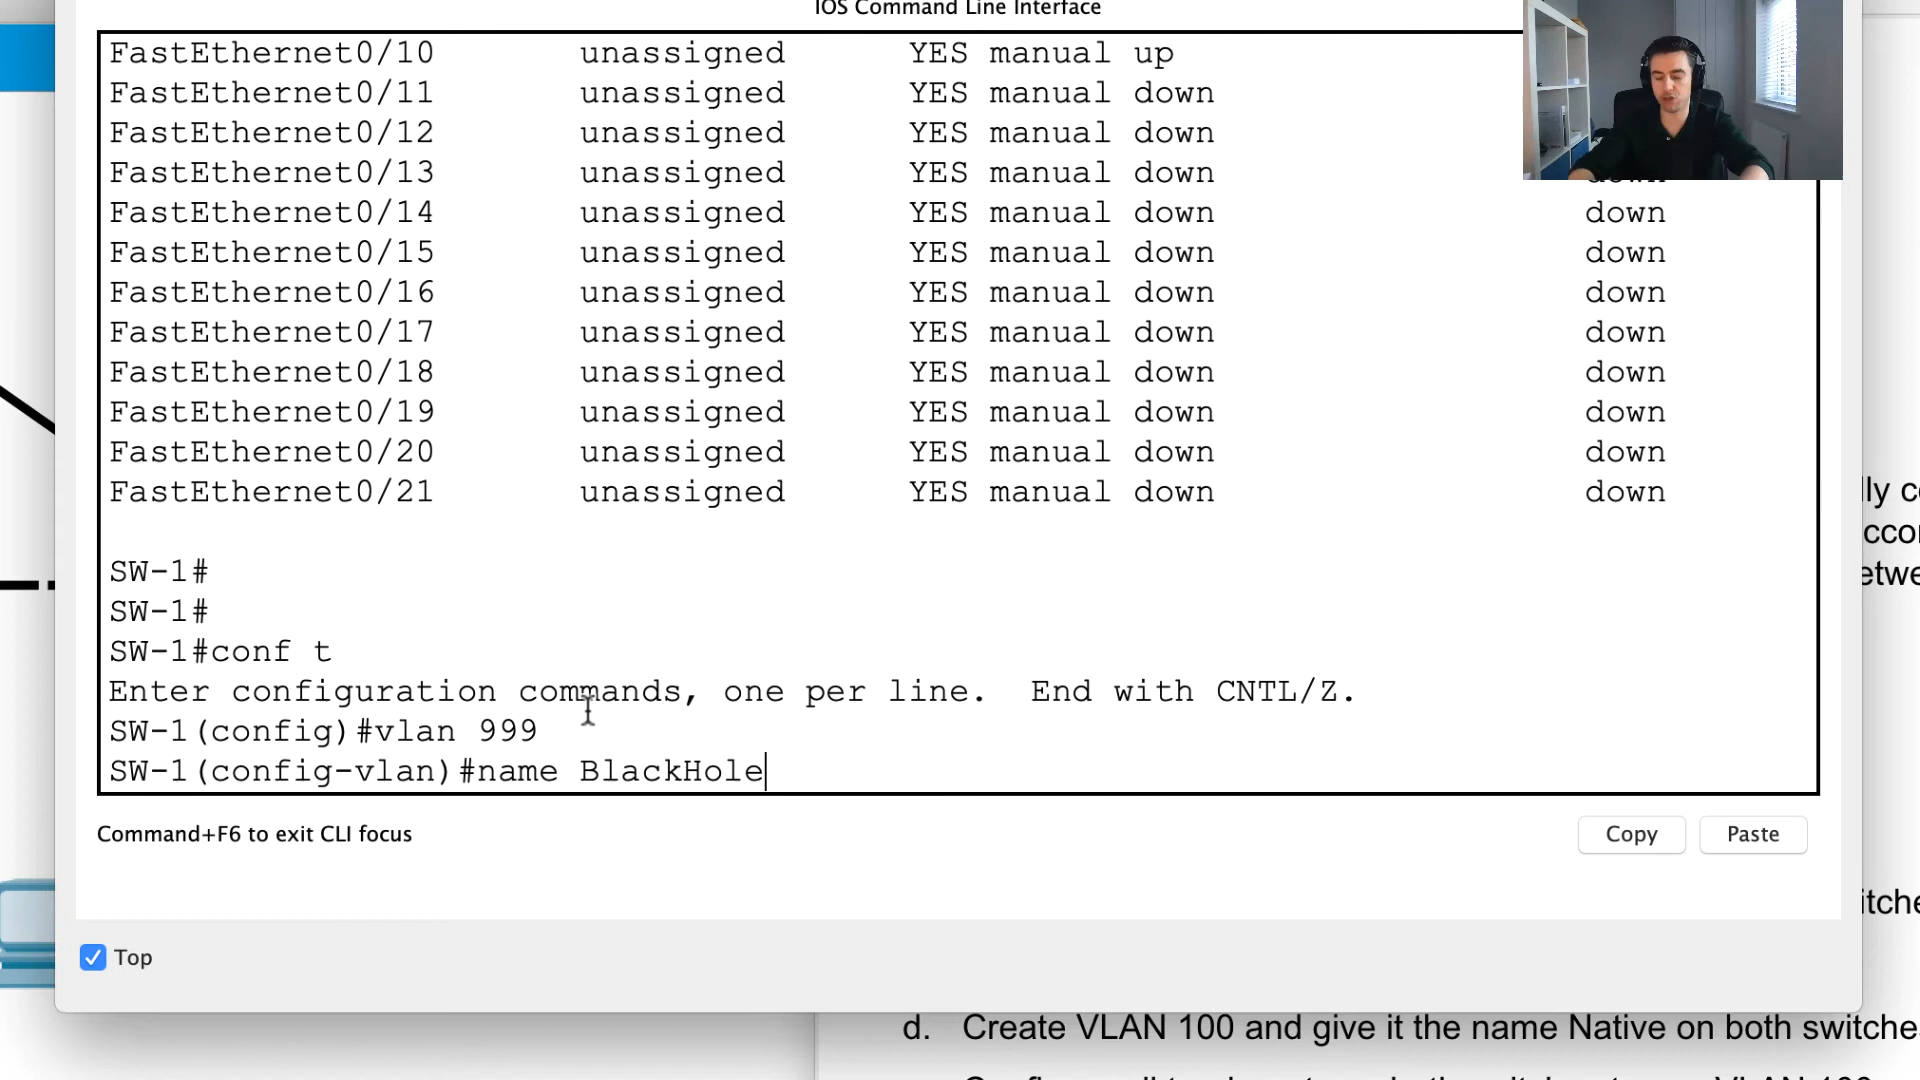 IOS Command Line Interface
FastEthernet0/10 unassigned YES manual up
FastEthernet0/11 unassigned YES manual down
FastEthernet0/12 unassigned YES manual down
FastEthernet0/13 unassigned YES manual down down
FastEthernet0/14 unassigned YES manual down down
FastEthernet0/15 unassigned YES manual down down
FastEthernet0/16 unassigned YES manual down down
FastEthernet0/17 unassigned YES manual down down
FastEthernet0/18 unassigned YES manual down down
FastEthernet0/19 unassigned YES manual down down
FastEthernet0/20 unassigned YES manual down down
FastEthernet0/21 unassigned YES manual down down
SW-1#
SW-1#
SW-1#conf t
Enter configuration commands, one per line.  End with CNTL/Z.
SW-1(config)#vlan 999
SW-1(config-vlan)#name BlackHole
Command+F6 to exit CLI focus
Copy
Paste
Top
d. Create VLAN 100 and give it the name Native on both switche